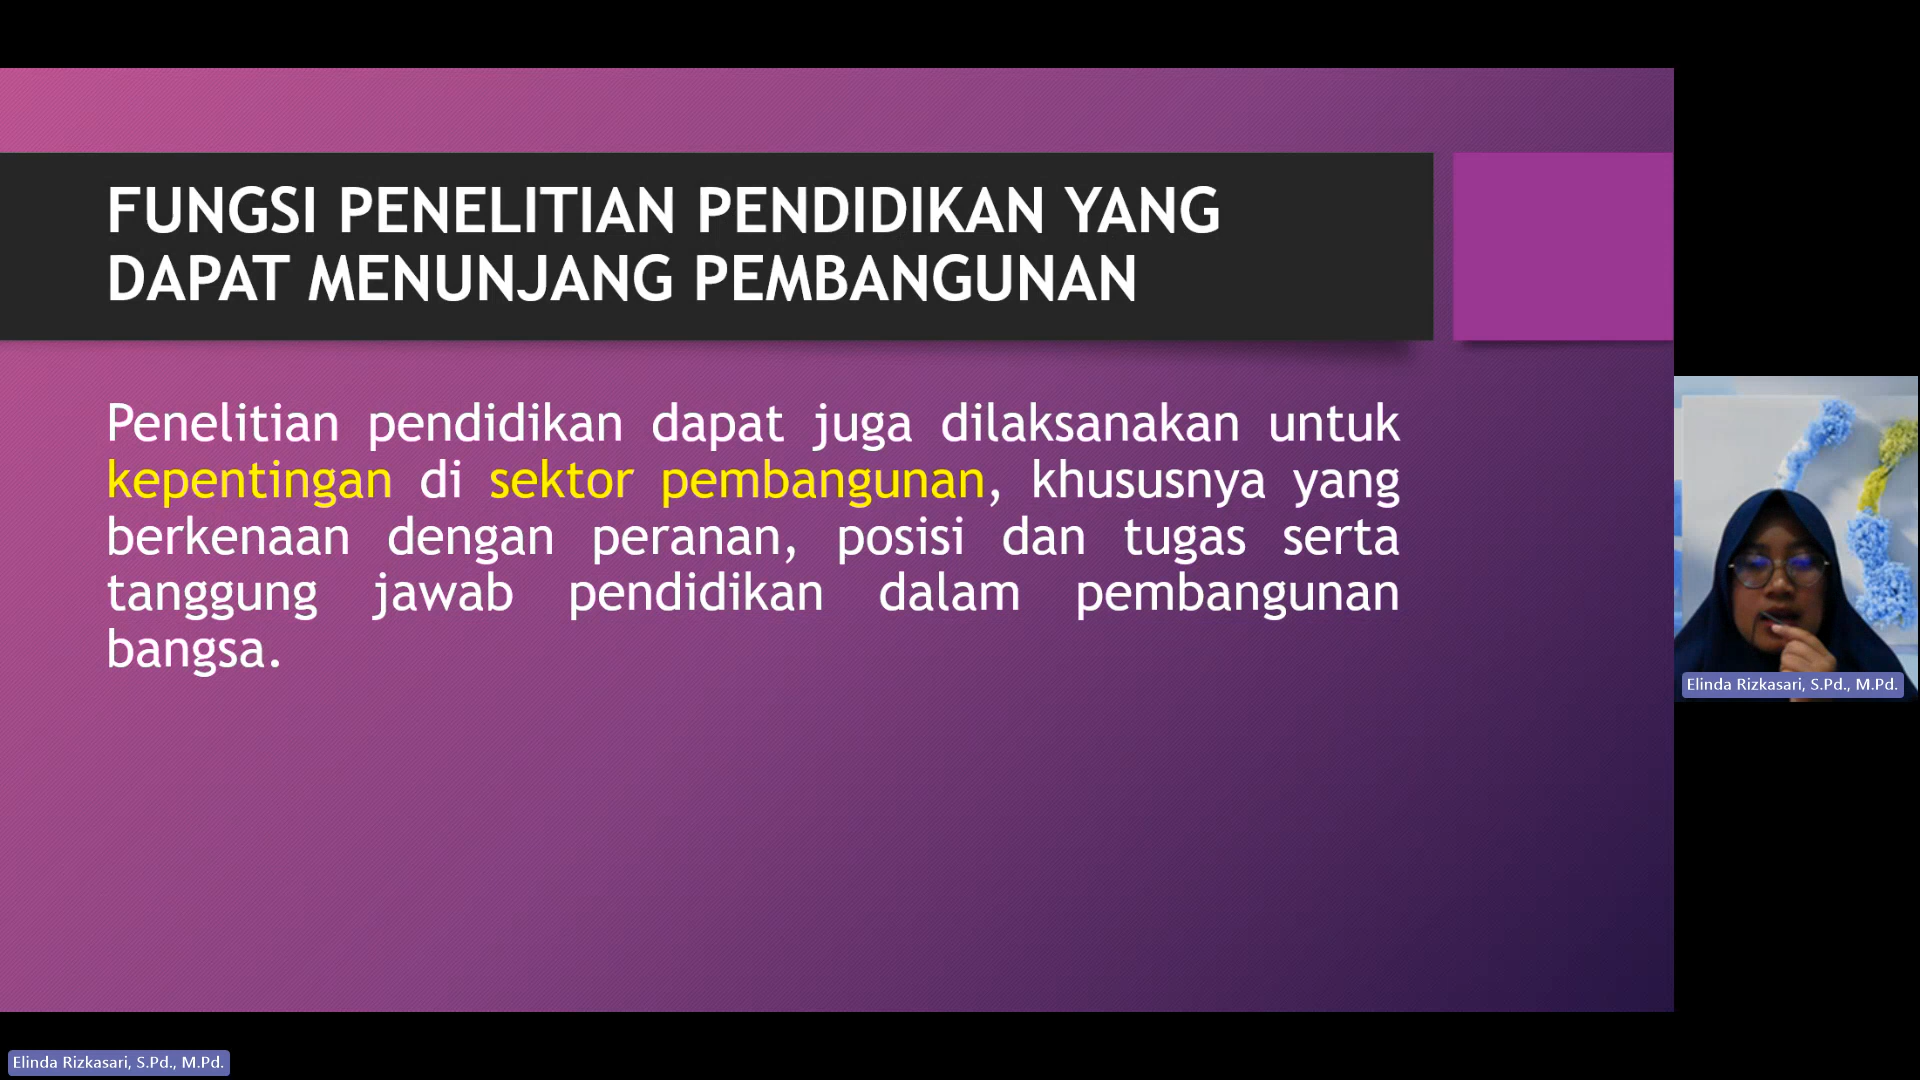 FUNGSI PENELITIAN PENDIDIKAN YANG
DAPAT MENUNJANG PEMBANGUNAN
Penelitian pendidikan dapat juga dilaksanakan untuk
kepentingan di sektor pembangunan, khususnya yang
berkenaan dengan peranan, posisi dan tugas serta
tanggung jawab pendidikan dalam pembangunan
bangsa.
Elinda Rizkasari, S.Pd., M.Pd.
Elinda Rizkasari, S.Pd., M.Pd.